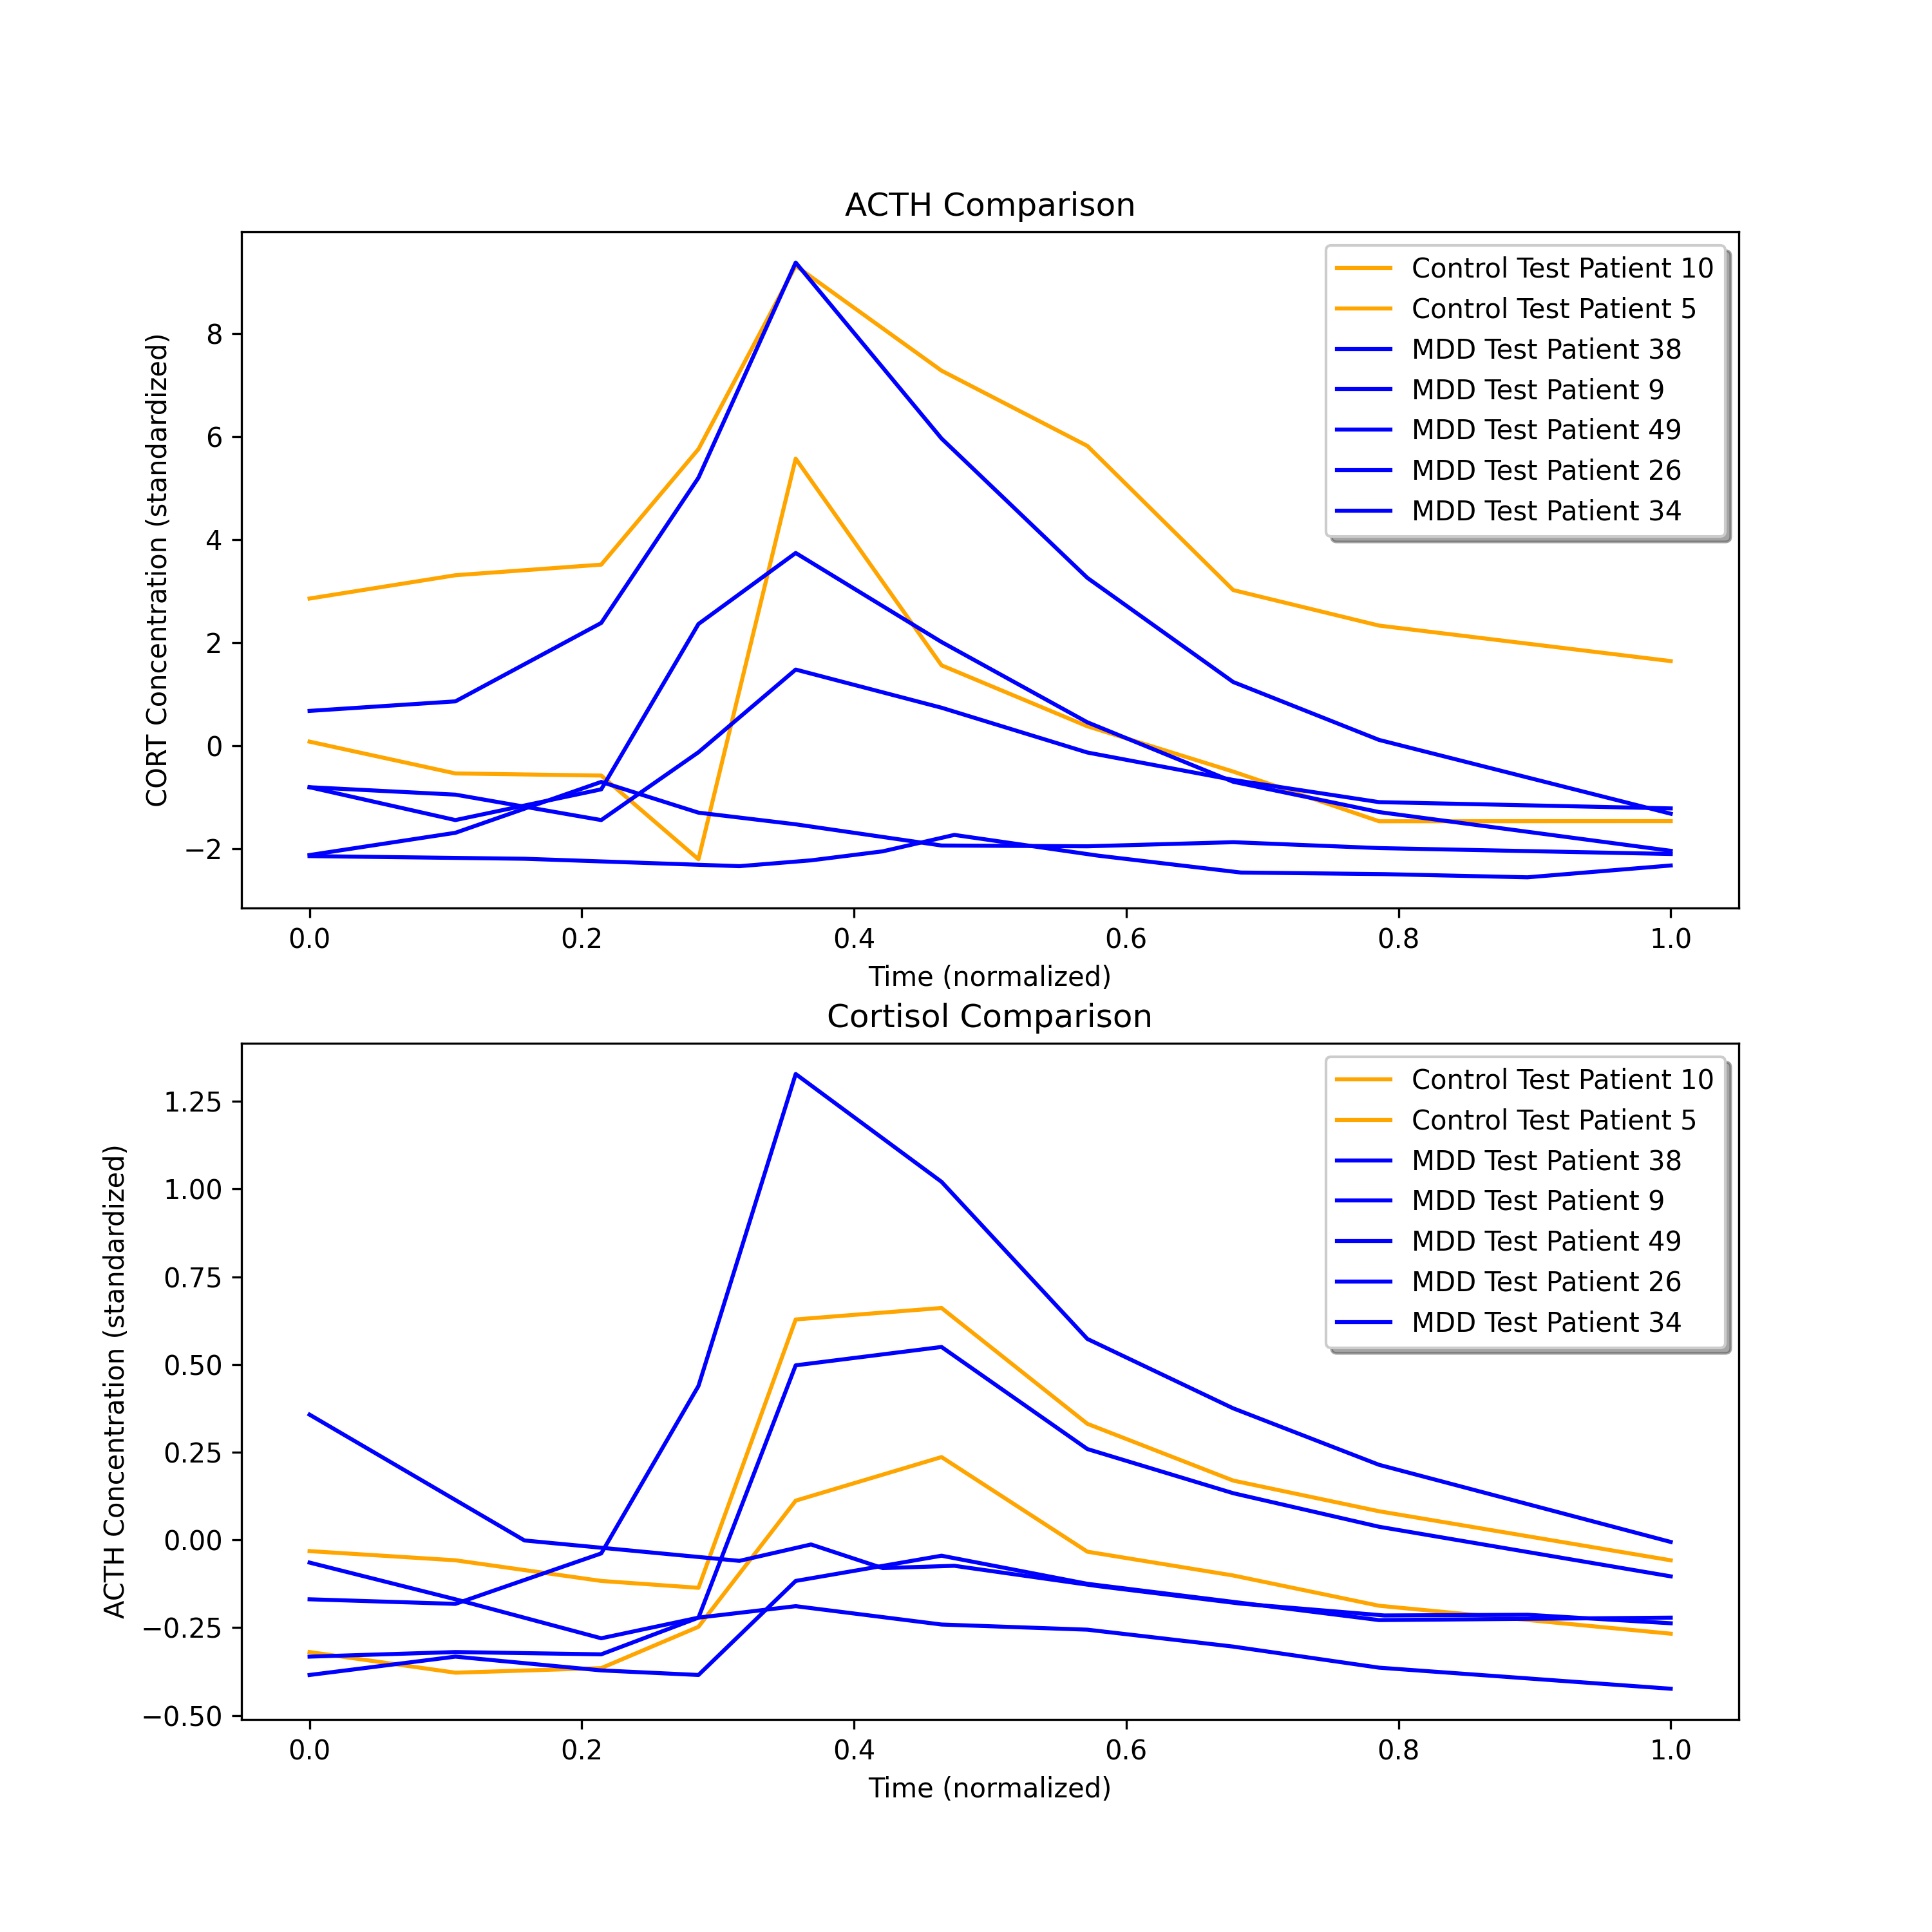 ACTH Comparison
CORT Concentration (standardized)
8
6
4
2
0
−2
0.0 0.2 0.4 0.6 0.8 1.0
Time (normalized)
Control Test Patient 10
Control Test Patient 5
MDD Test Patient 38
MDD Test Patient 9
MDD Test Patient 49
MDD Test Patient 26
MDD Test Patient 34
Cortisol Comparison
ACTH Concentration (standardized)
1.25
1.00
0.75
0.50
0.25
0.00
−0.25
−0.50
0.0 0.2 0.4 0.6 0.8 1.0
Time (normalized)
Control Test Patient 10
Control Test Patient 5
MDD Test Patient 38
MDD Test Patient 9
MDD Test Patient 49
MDD Test Patient 26
MDD Test Patient 34